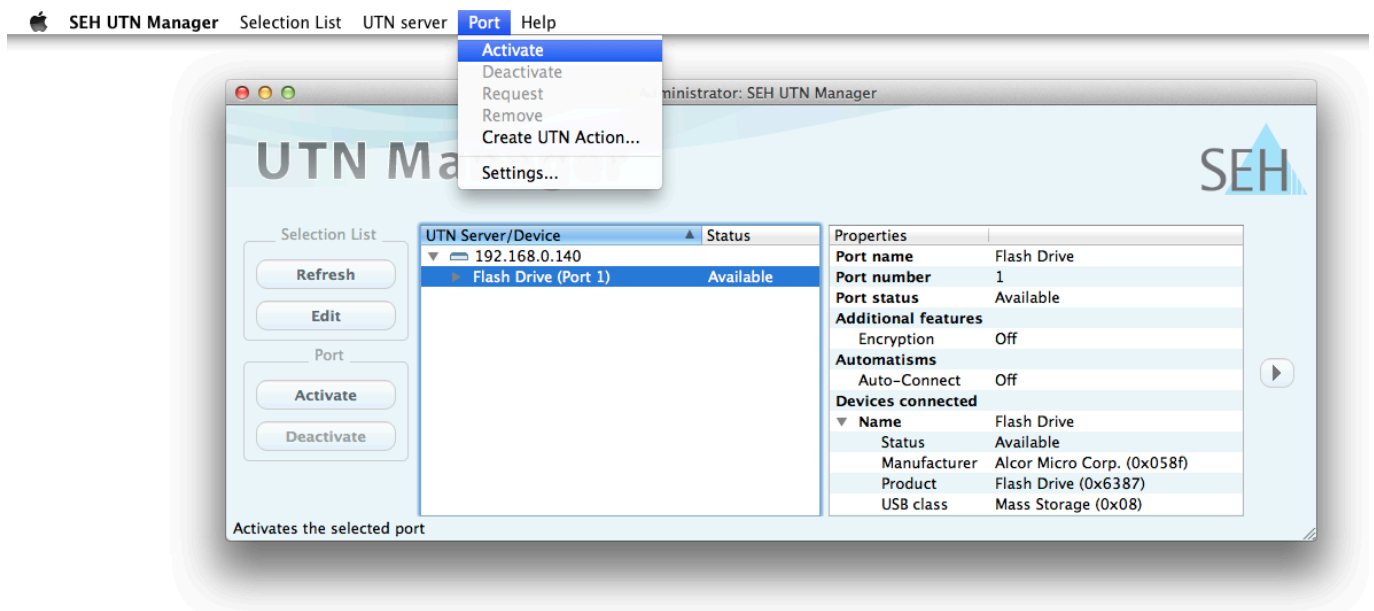 SEH UTN Manager Selection List UTN server Port Help
Activate
Deactivate
Request
Remove
Create UTN Action...
Settings...
Administrator: SEH UTN Manager
UTN Manager
SEH
Selection List
Refresh
Edit
Port
Activate
Deactivate
UTN Server/Device Status
192.168.0.140
Flash Drive (Port 1) Available
Properties
Port name Flash Drive
Port number 1
Port status Available
Additional features
Encryption Off
Automatisms
Auto-Connect Off
Devices connected
Name Flash Drive
Status Available
Manufacturer Alcor Micro Corp. (0x058f)
Product Flash Drive (0x6387)
USB class Mass Storage (0x08)
Activates the selected port